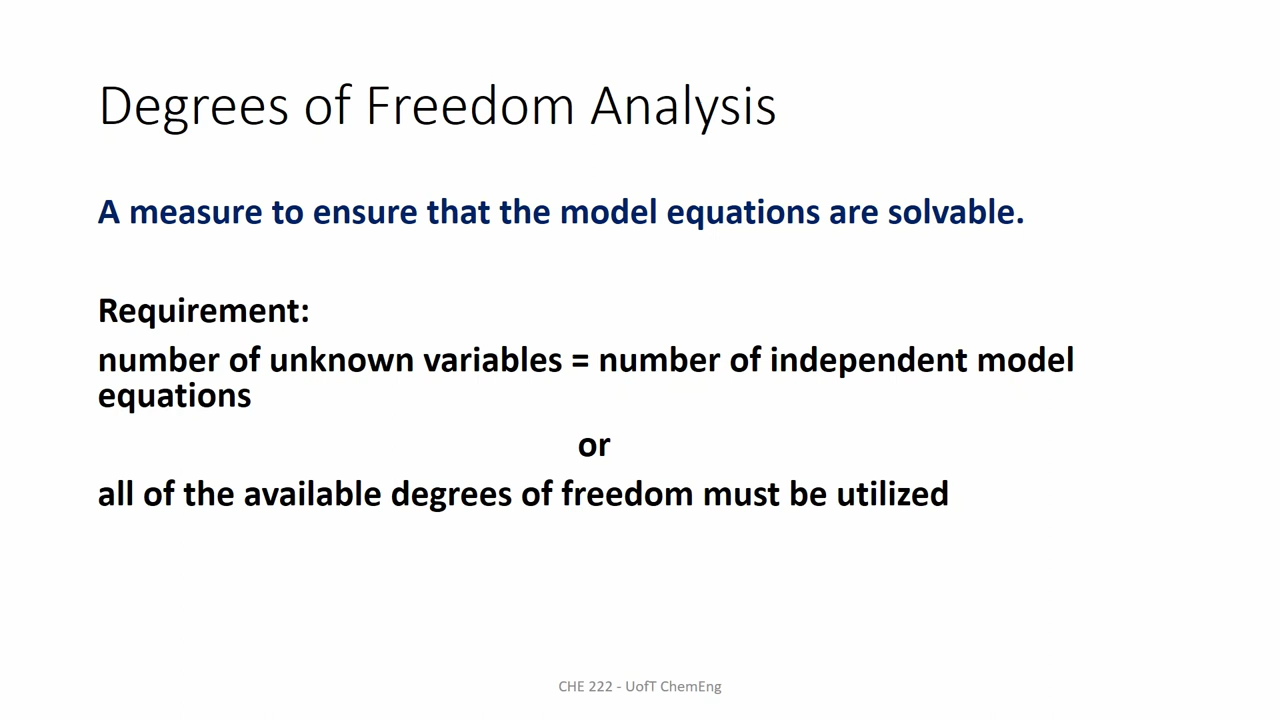 Degrees of Freedom Analysis
A measure to ensure that the model equations are solvable.
Requirement:
number of unknown variables = number of independent model
equations
or
all of the available degrees of freedom must be utilized
CHE 222 - UofT ChemEng